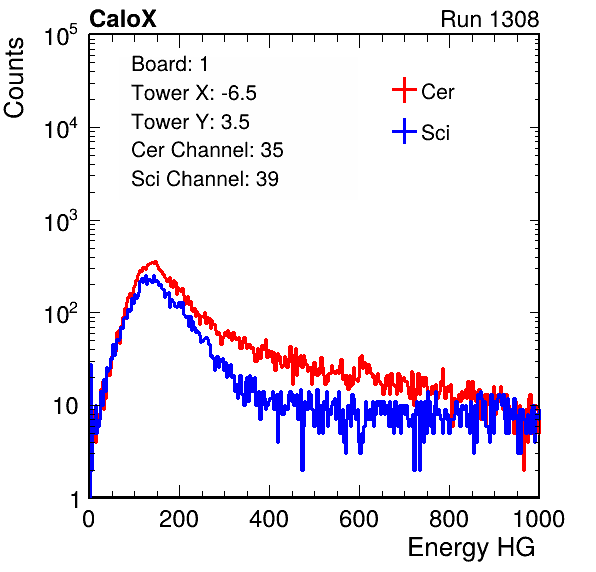 CaloX Run 1308
Counts
Board: 1
Tower X: -6.5
Tower Y: 3.5
Cer Channel: 35
Sci Channel: 39
Cer
Sci
10^5
10^4
10^3
10^2
10
1
0 200 400 600 800 1000
Energy HG